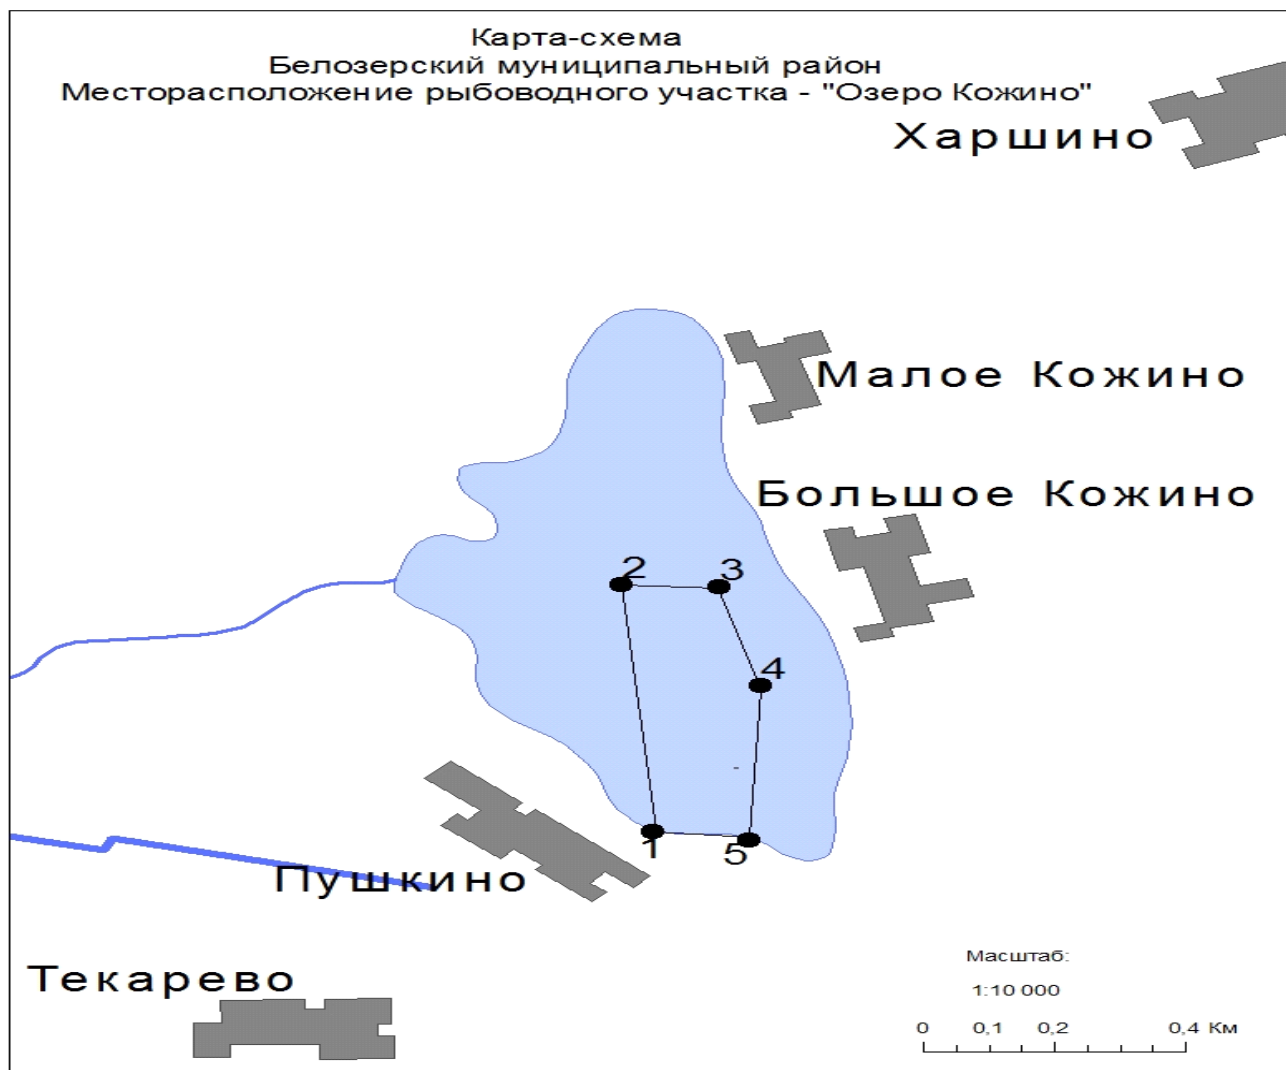 Карта-схема
Белозерский муниципальный район
Месторасположение рыбоводного участка - "Озеро Кожино"
Харшино
Малое Кожино
Большое Кожино
2
3
4
1
5
Пушкино
Текарево
Масштаб:
1:10 000
0 0,1 0,2 0,4 Км